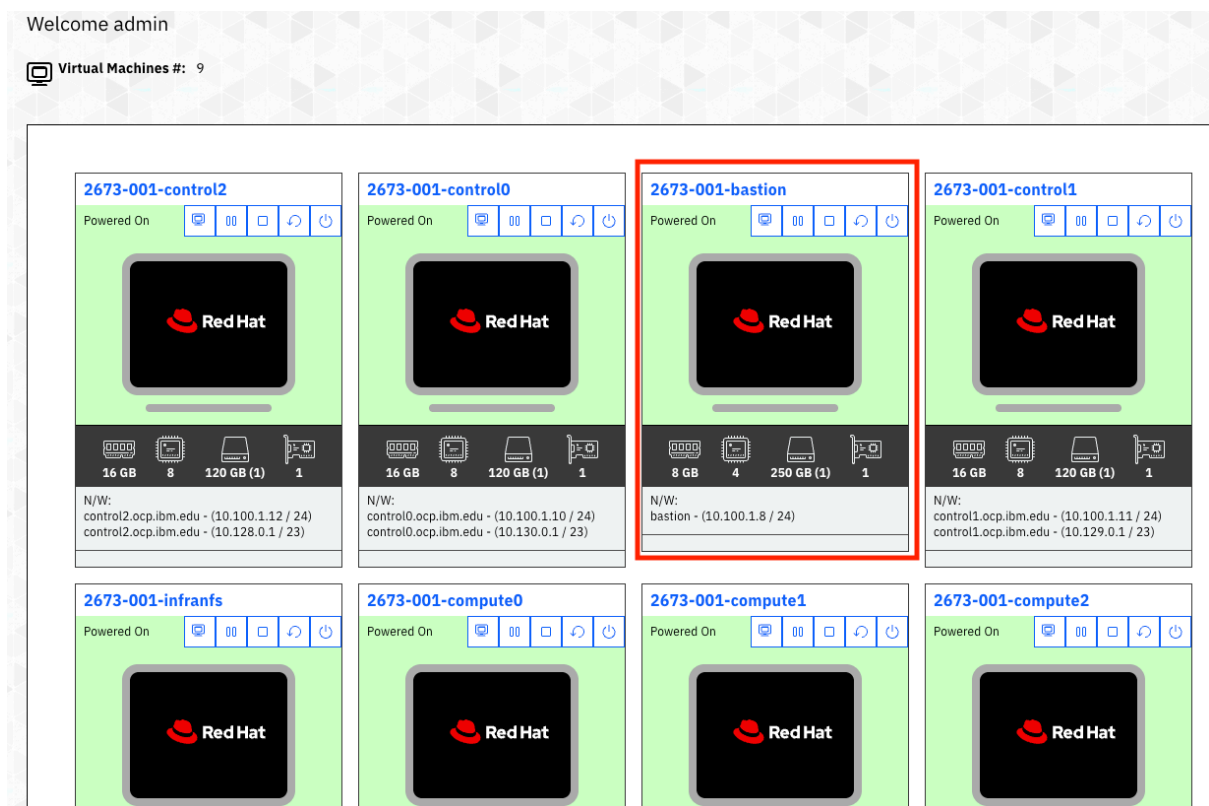 Welcome admin
Virtual Machines #: 9
2673-001-control2
Powered On
Red Hat
16 GB 8 120 GB (1) 1
N/W:
control2.ocp.ibm.edu - (10.100.1.12 / 24)
control2.ocp.ibm.edu - (10.128.0.1 / 23)
2673-001-control0
Powered On
Red Hat
16 GB 8 120 GB (1) 1
N/W:
control0.ocp.ibm.edu - (10.100.1.10 / 24)
control0.ocp.ibm.edu - (10.130.0.1 / 23)
2673-001-bastion
Powered On
Red Hat
8 GB 4 250 GB (1) 1
N/W:
bastion - (10.100.1.8 / 24)
2673-001-control1
Powered On
Red Hat
16 GB 8 120 GB (1) 1
N/W:
control1.ocp.ibm.edu - (10.100.1.11 / 24)
control1.ocp.ibm.edu - (10.129.0.1 / 23)
2673-001-infranfs
Powered On
Red Hat
2673-001-compute0
Powered On
Red Hat
2673-001-compute1
Powered On
Red Hat
2673-001-compute2
Powered On
Red Hat